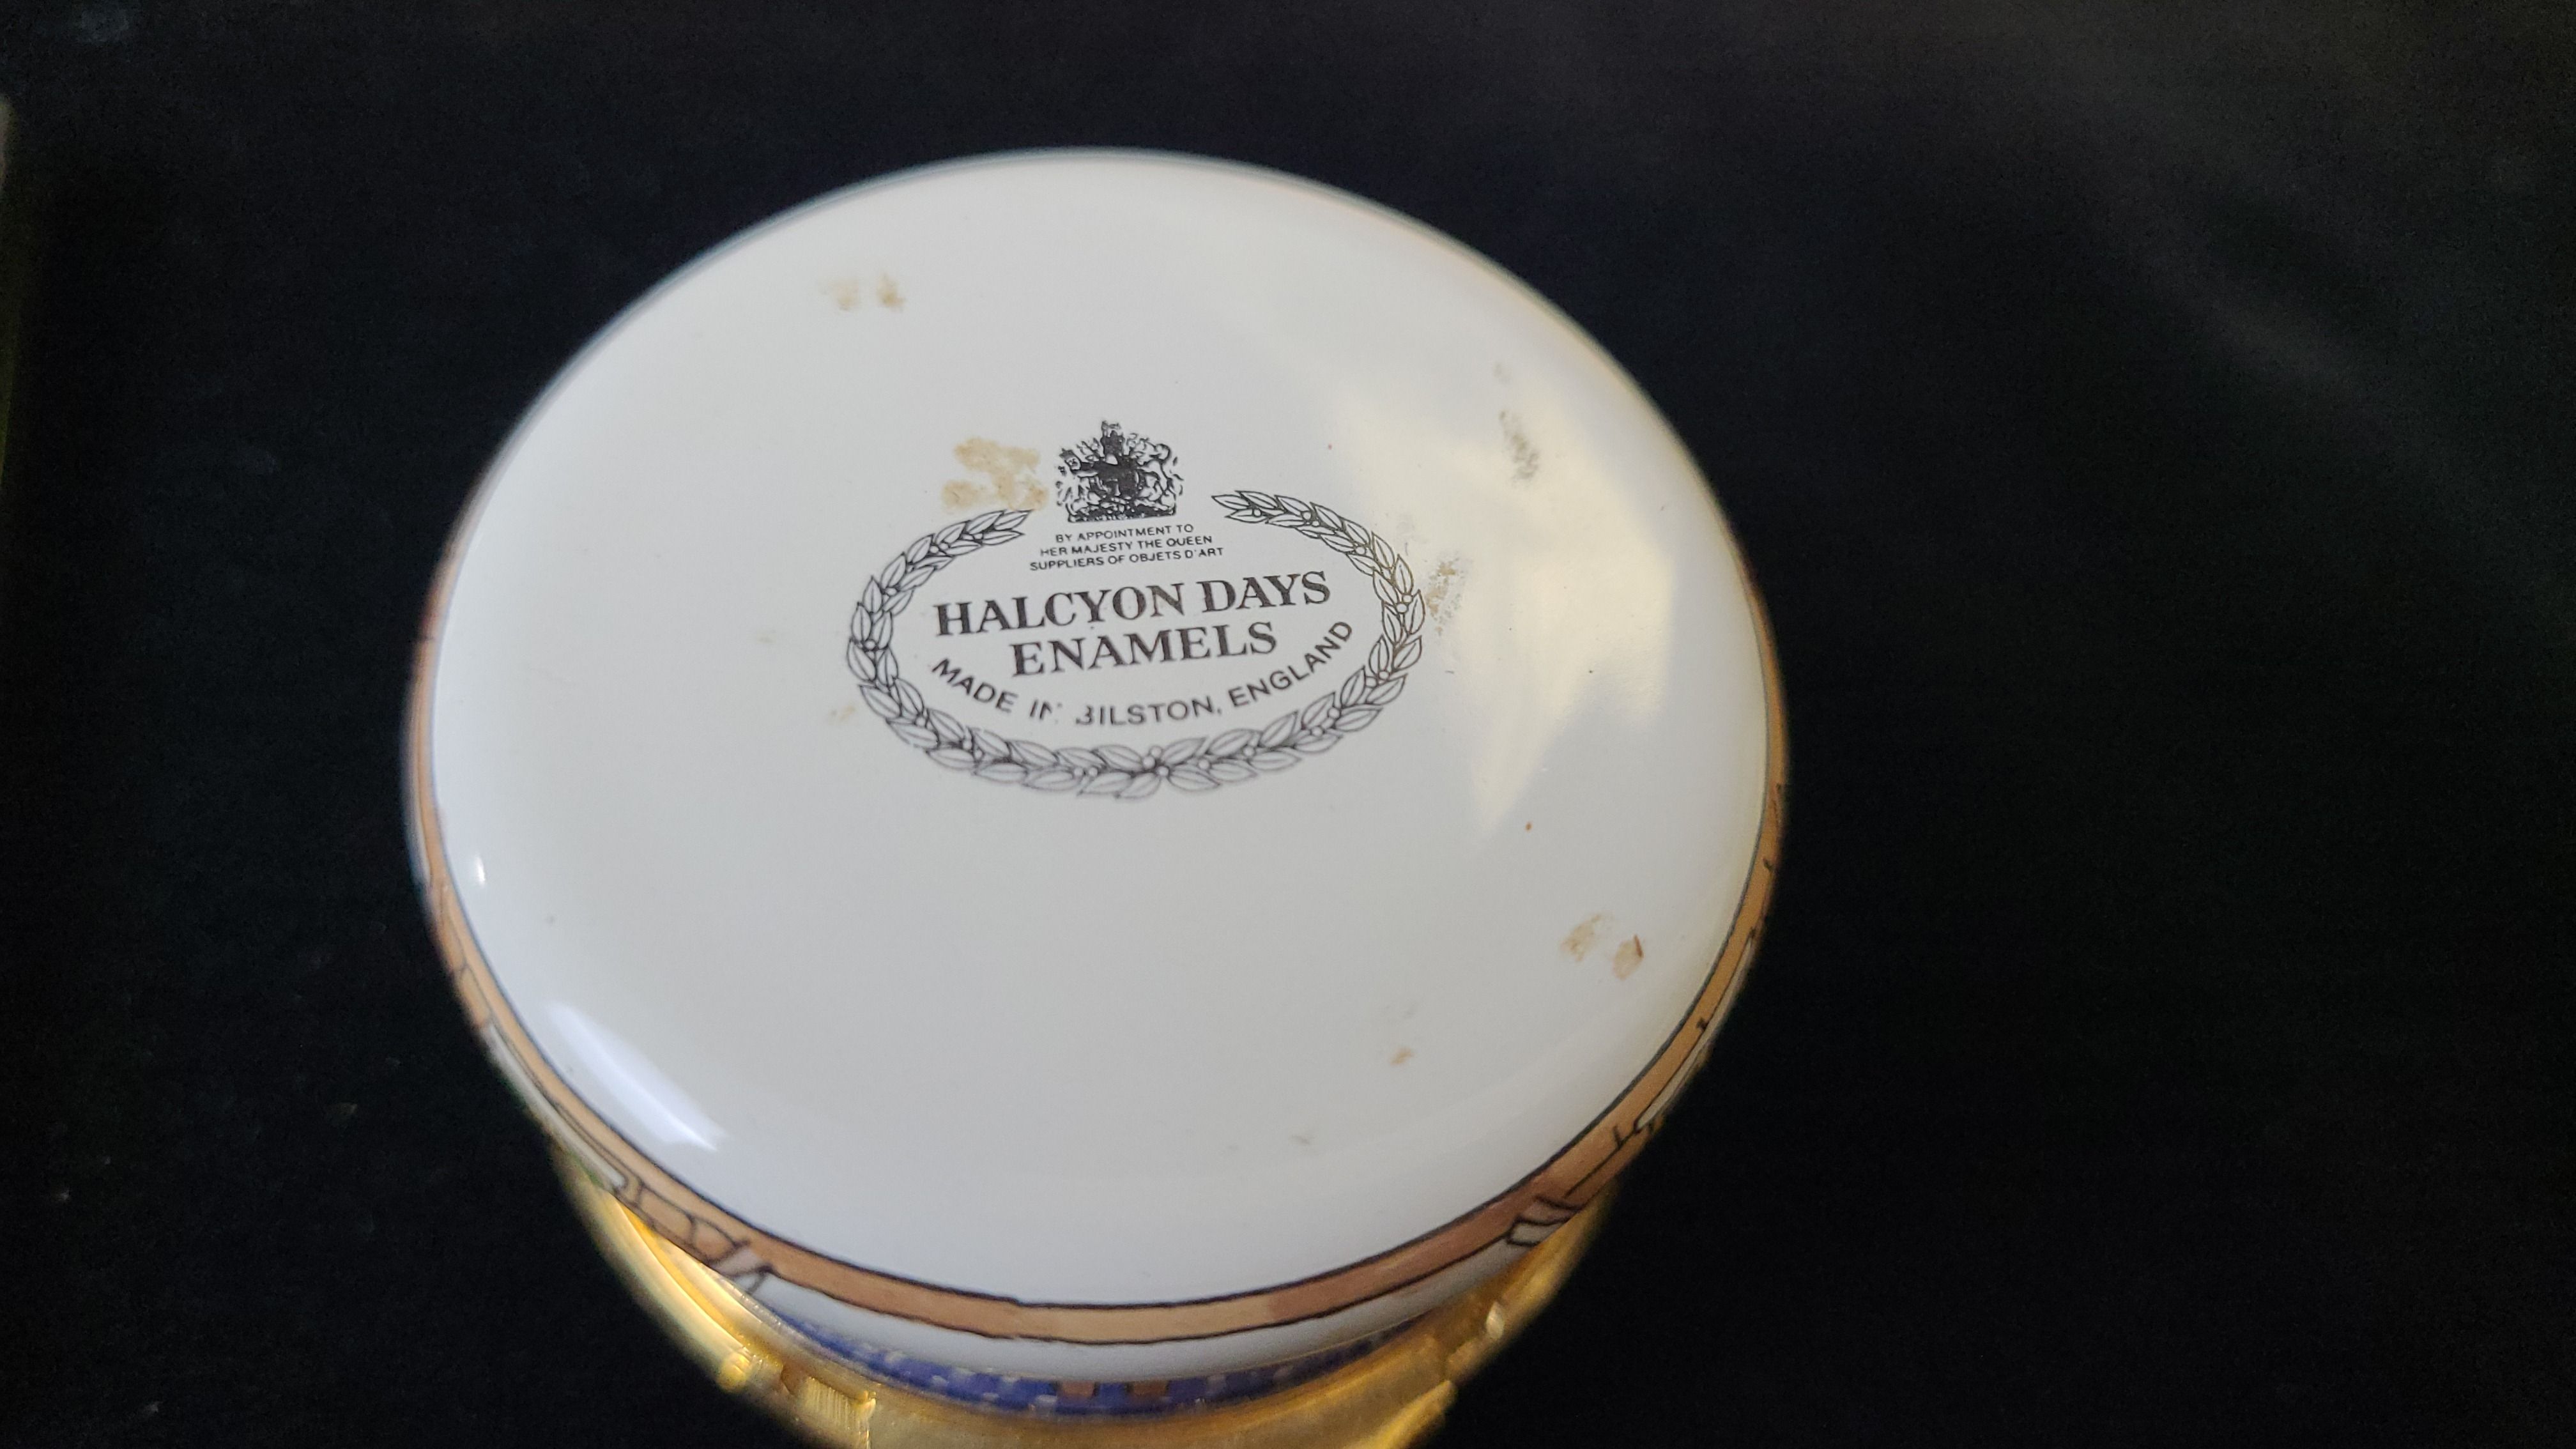 BY APPOINTMENT TO
HER MAJESTY THE QUEEN
SUPPLIERS OF OBJETS D'ART
HALCYON DAYS
ENAMELS
MADE IN BILSTON, ENGLAND